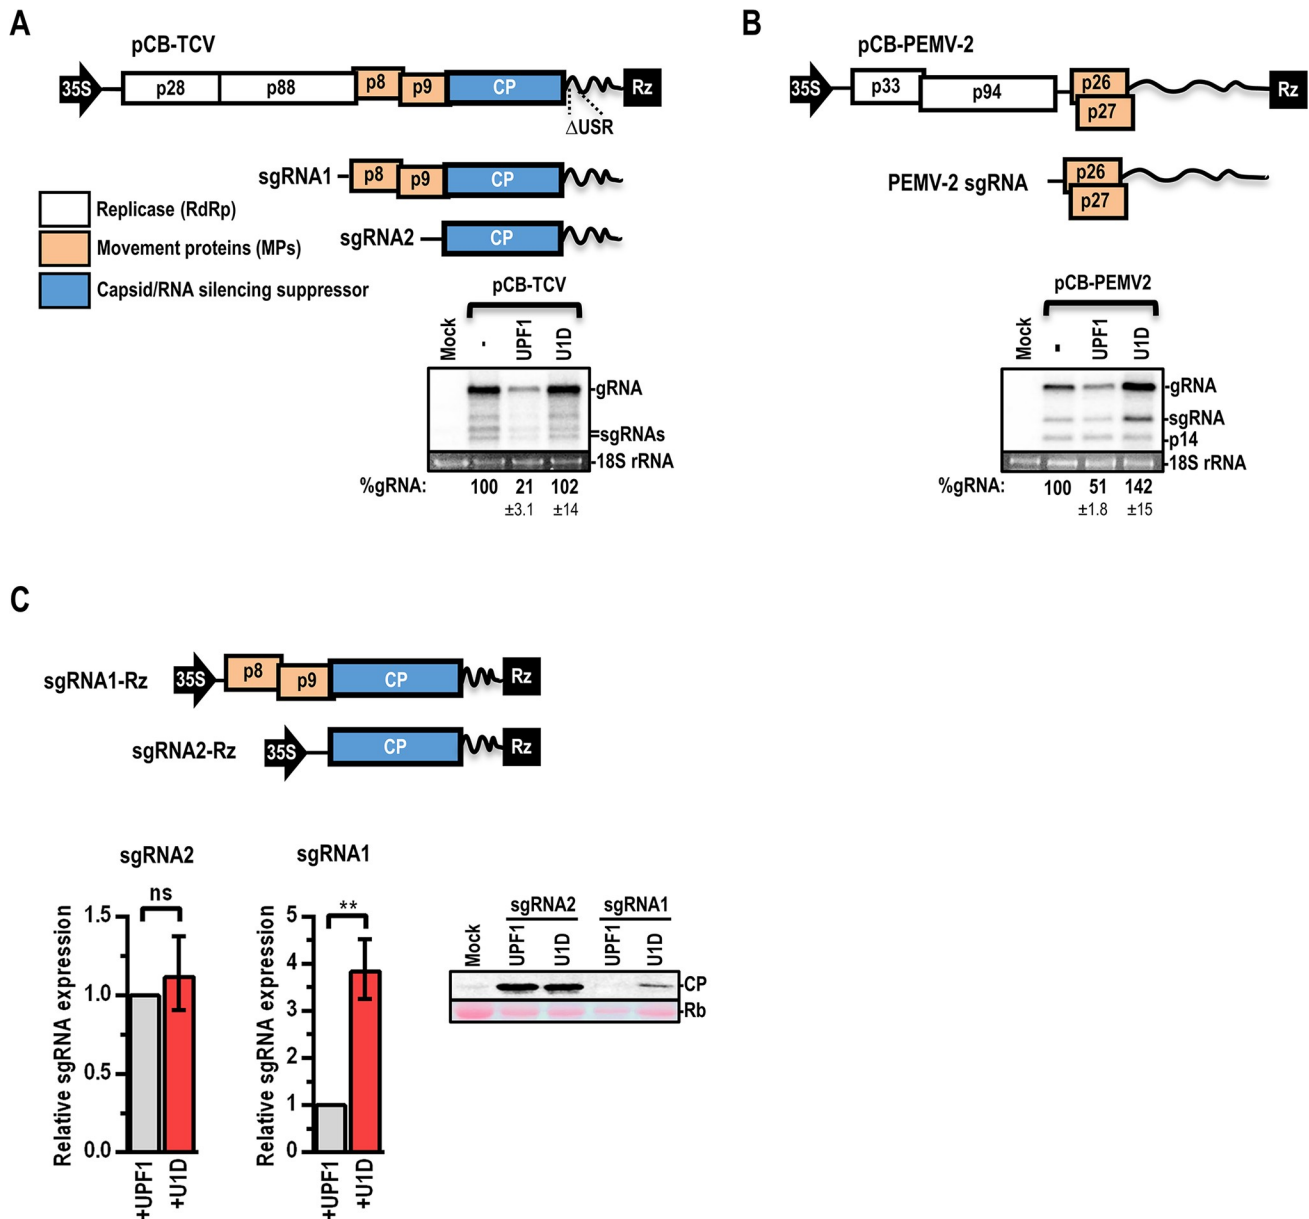 A
pCB-TCV
35S
p28
p88
p8
p9
CP
Rz
ΔUSR
sgRNA1
p8
p9
CP
sgRNA2
CP
Replicase (RdRp)
Movement proteins (MPs)
Capsid/RNA silencing suppressor
pCB-TCV
Mock
-
UPF1
U1D
-gRNA
=sgRNAs
-18S rRNA
%gRNA: 100 21 102
±3.1 ±14
B
pCB-PEMV-2
35S
p33
p94
p26
p27
Rz
PEMV-2 sgRNA
p26
p27
pCB-PEMV2
Mock
-
UPF1
U1D
-gRNA
-sgRNA
-p14
-18S rRNA
%gRNA: 100 51 142
±1.8 ±15
C
sgRNA1-Rz
35S
p8
p9
CP
Rz
sgRNA2-Rz
35S
CP
Rz
sgRNA2
ns
Relative sgRNA expression
1.5
1.0
0.5
0.0
+UPF1
+U1D
sgRNA1
**
Relative sgRNA expression
5
4
3
2
1
0
+UPF1
+U1D
sgRNA2 sgRNA1
Mock
UPF1
U1D
UPF1
U1D
-CP
-Rb